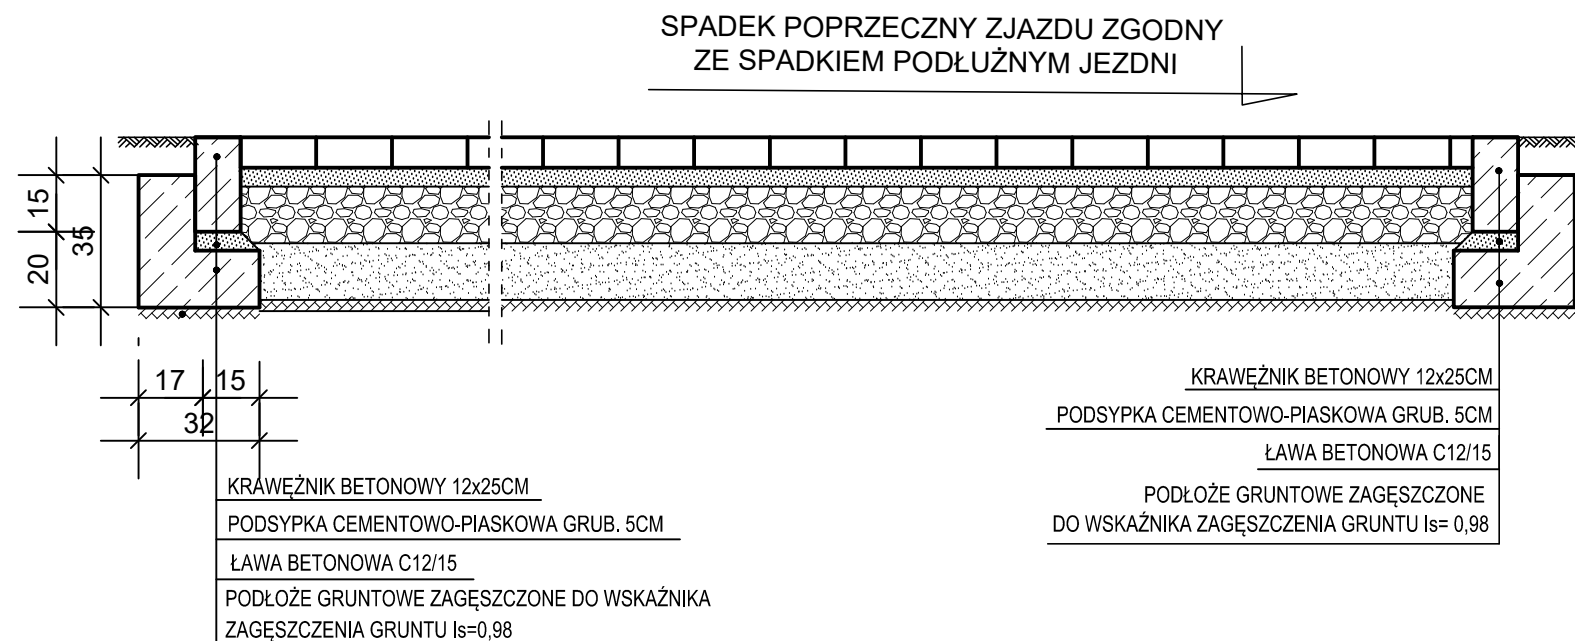 SPADEK POPRZECZNY ZJAZDU ZGODNY
ZE SPADKIEM PODŁUŻNYM JEZDNI
15
35
20
17
15
32
KRAWĘŻNIK BETONOWY 12x25CM
PODSYPKA CEMENTOWO-PIASKOWA GRUB. 5CM
ŁAWA BETONOWA C12/15
PODŁOŻE GRUNTOWE ZAGĘSZCZONE
DO WSKAŹNIKA ZAGĘSZCZENIA GRUNTU Is= 0,98
KRAWĘŻNIK BETONOWY 12x25CM
PODSYPKA CEMENTOWO-PIASKOWA GRUB. 5CM
ŁAWA BETONOWA C12/15
PODŁOŻE GRUNTOWE ZAGĘSZCZONE DO WSKAŹNIKA
ZAGĘSZCZENIA GRUNTU Is=0,98